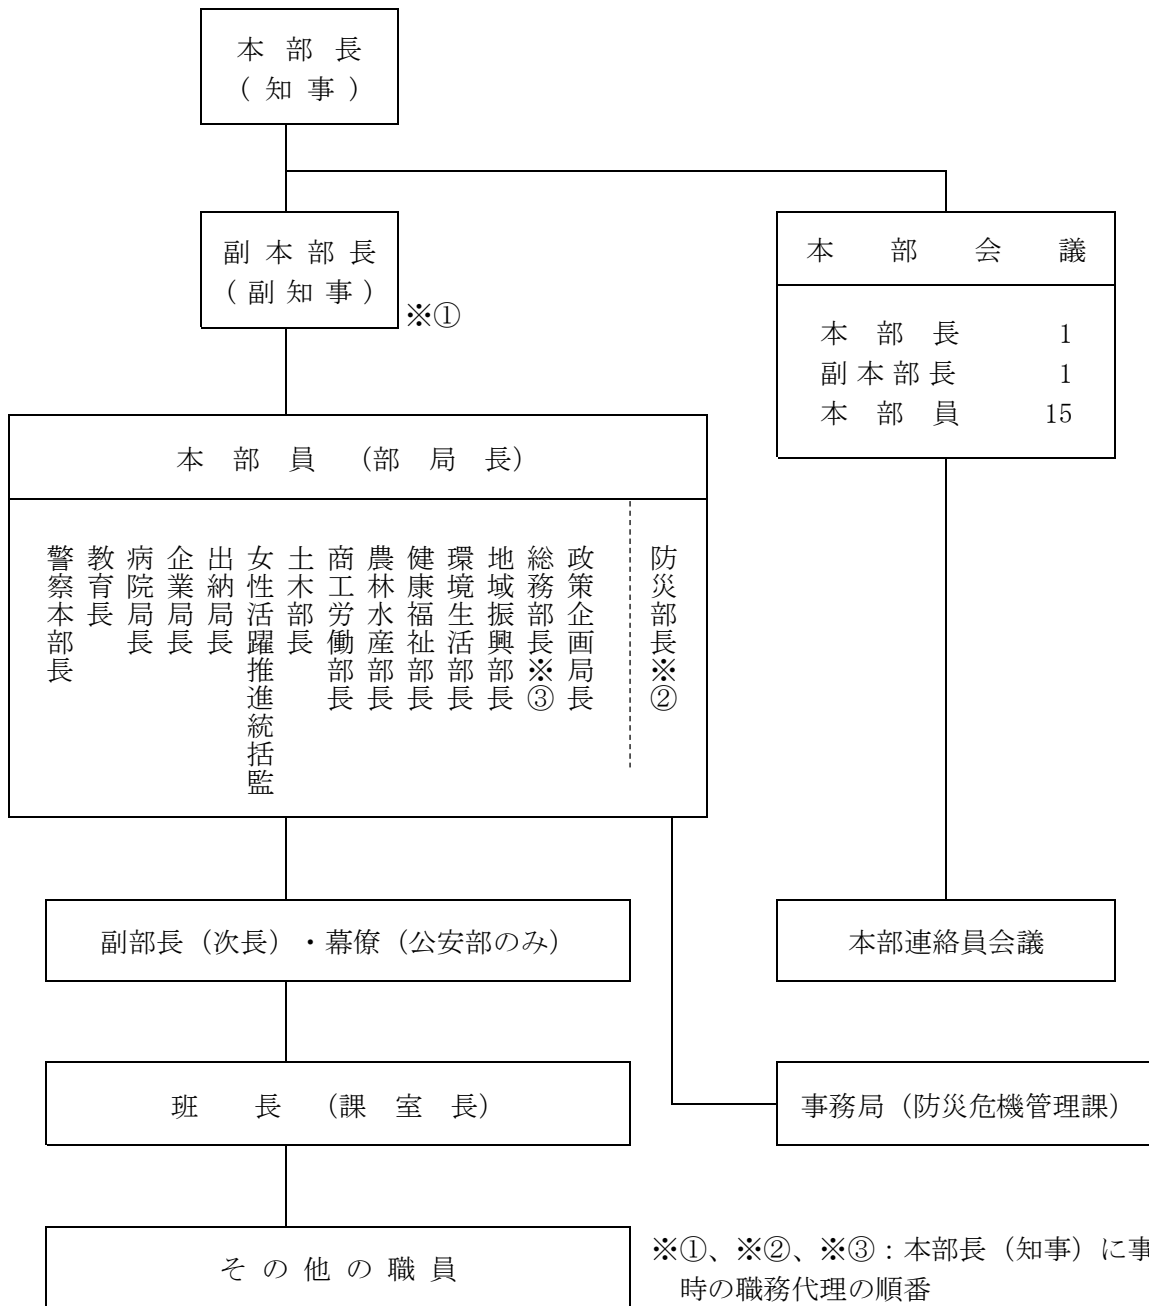 本部長
(知事)
副本部長
(副知事)
※①
本部会議
本部長 1
副本部長 1
本部員 15
本部員 (部局長)
防災部長※②
政策企画局長
総務部長※③
地域振興部長
環境生活部長
健康福祉部長
農林水産部長
商工労働部長
土木部長
女性活躍推進統括監
出納局長
企業局長
病院局長
教育長
警察本部長
副部長(次長)・幕僚(公安部のみ)
本部連絡員会議
班長 (課室長)
事務局(防災危機管理課)
その他の職員
※①、※②、※③:本部長(知事)に事
時の職務代理の順番